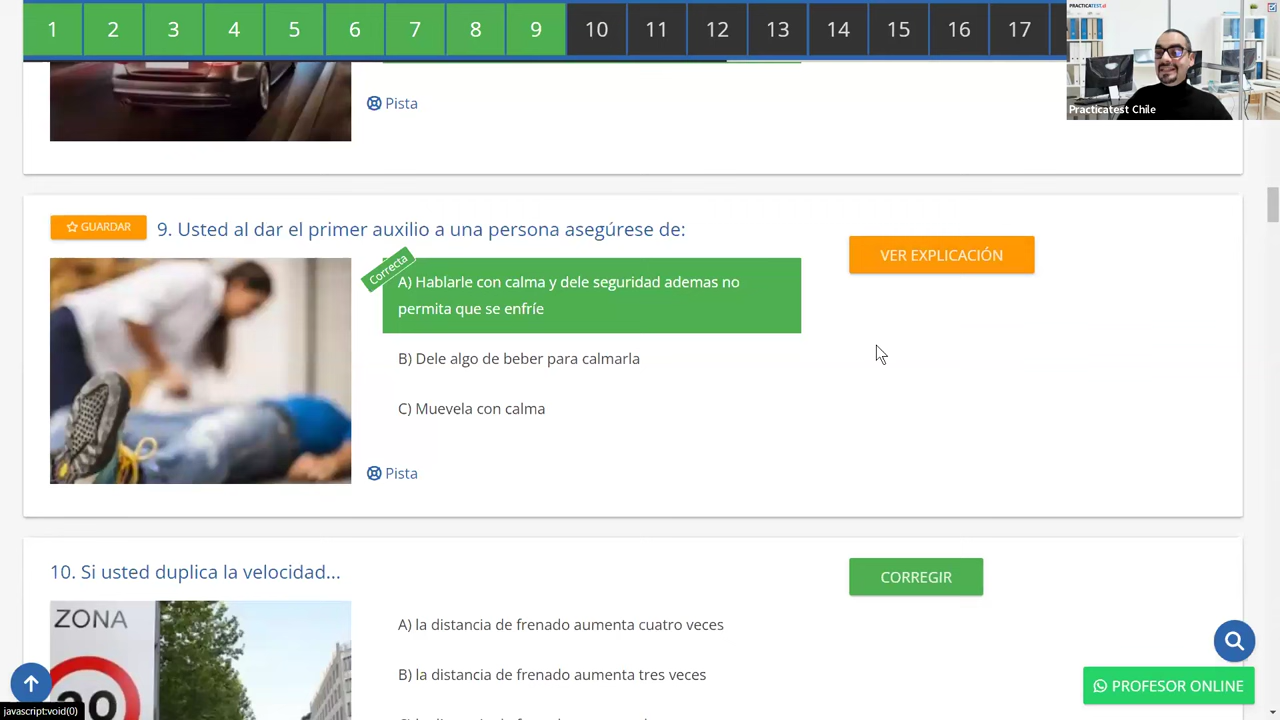 1 2 3 4 5 6 7 8 9 10 11 12 13 14 15 16 17
PRACTICATEST.cl
Practicatest Chile
Pista
GUARDAR
9. Usted al dar el primer auxilio a una persona asegúrese de:
VER EXPLICACIÓN
Correcta
A) Hablarle con calma y dele seguridad ademas no
permita que se enfríe
B) Dele algo de beber para calmarla
C) Muevela con calma
Pista
10. Si usted duplica la velocidad...
CORREGIR
ZONA
A) la distancia de frenado aumenta cuatro veces
B) la distancia de frenado aumenta tres veces
PROFESOR ONLINE
javascript:void(0)